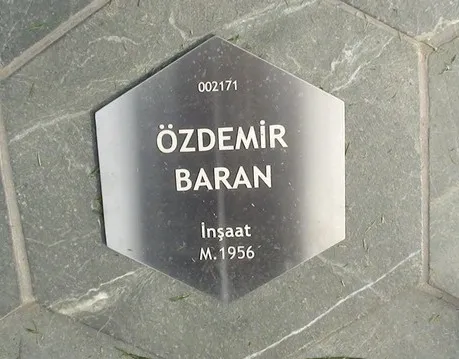 002171
ÖZDEMİR
BARAN
İnşaat
M.1956